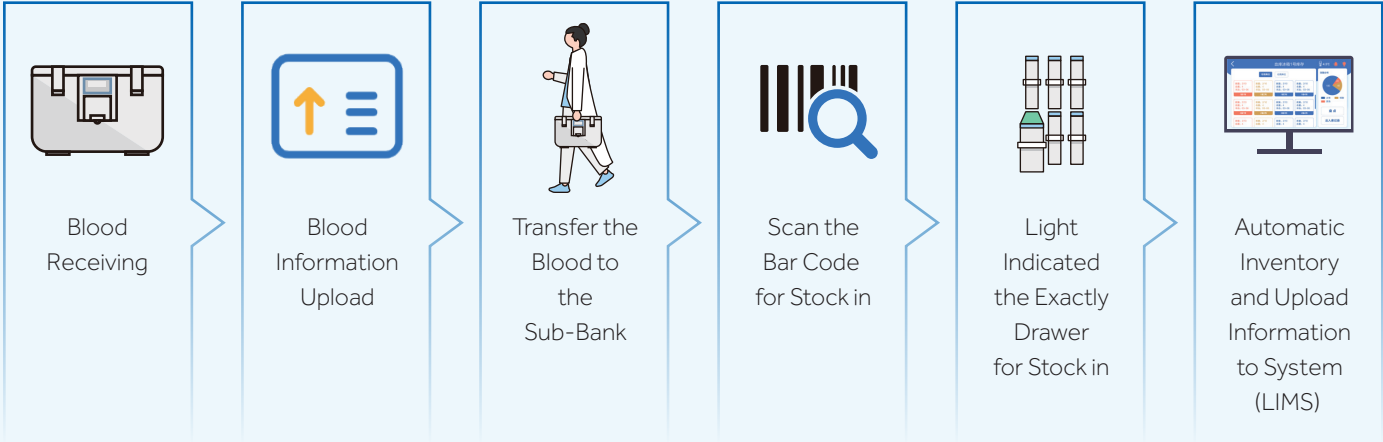 Blood
Receiving
Blood
Information
Upload
Transfer the
Blood to
the
Sub-Bank
Scan the
Bar Code
for Stock in
Light
Indicated
the Exactly
Drawer
for Stock in
Automatic
Inventory
and Upload
Information
to System
(LIMS)